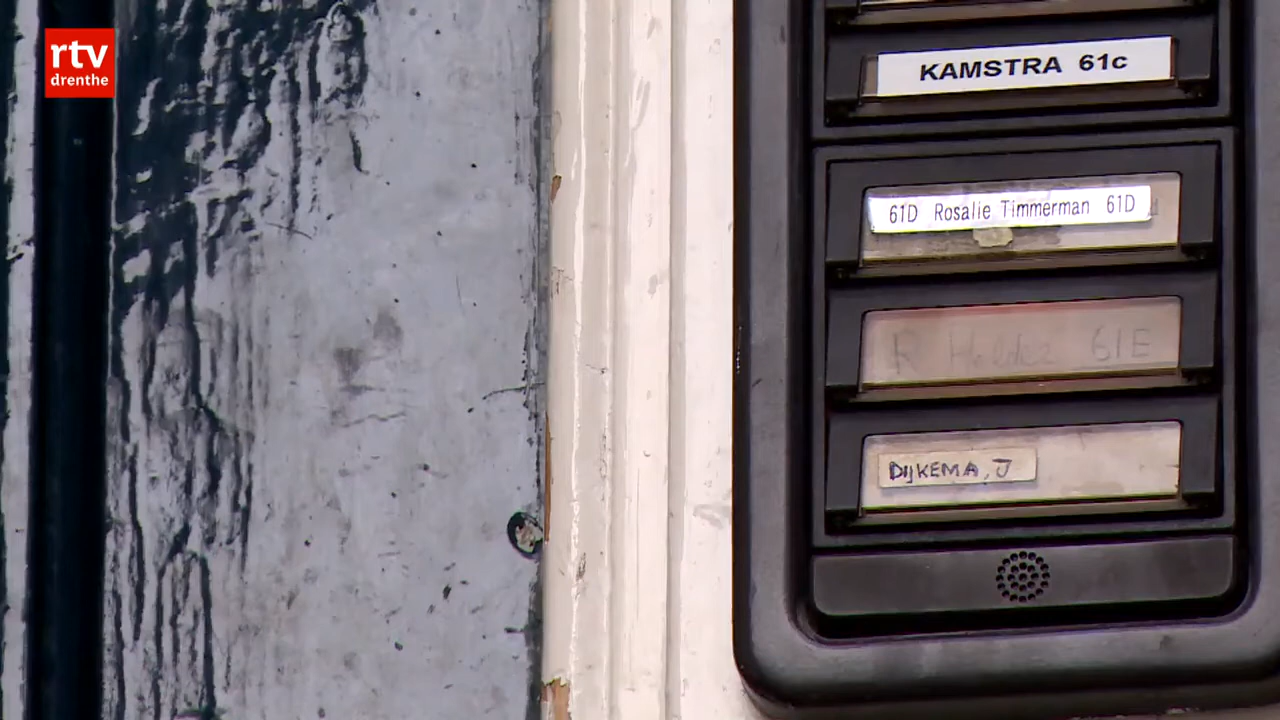 rtv
drenthe
KAMSTRA 61c
61D Rosalie Timmerman 61D
R 61E
DIJKEMA, J